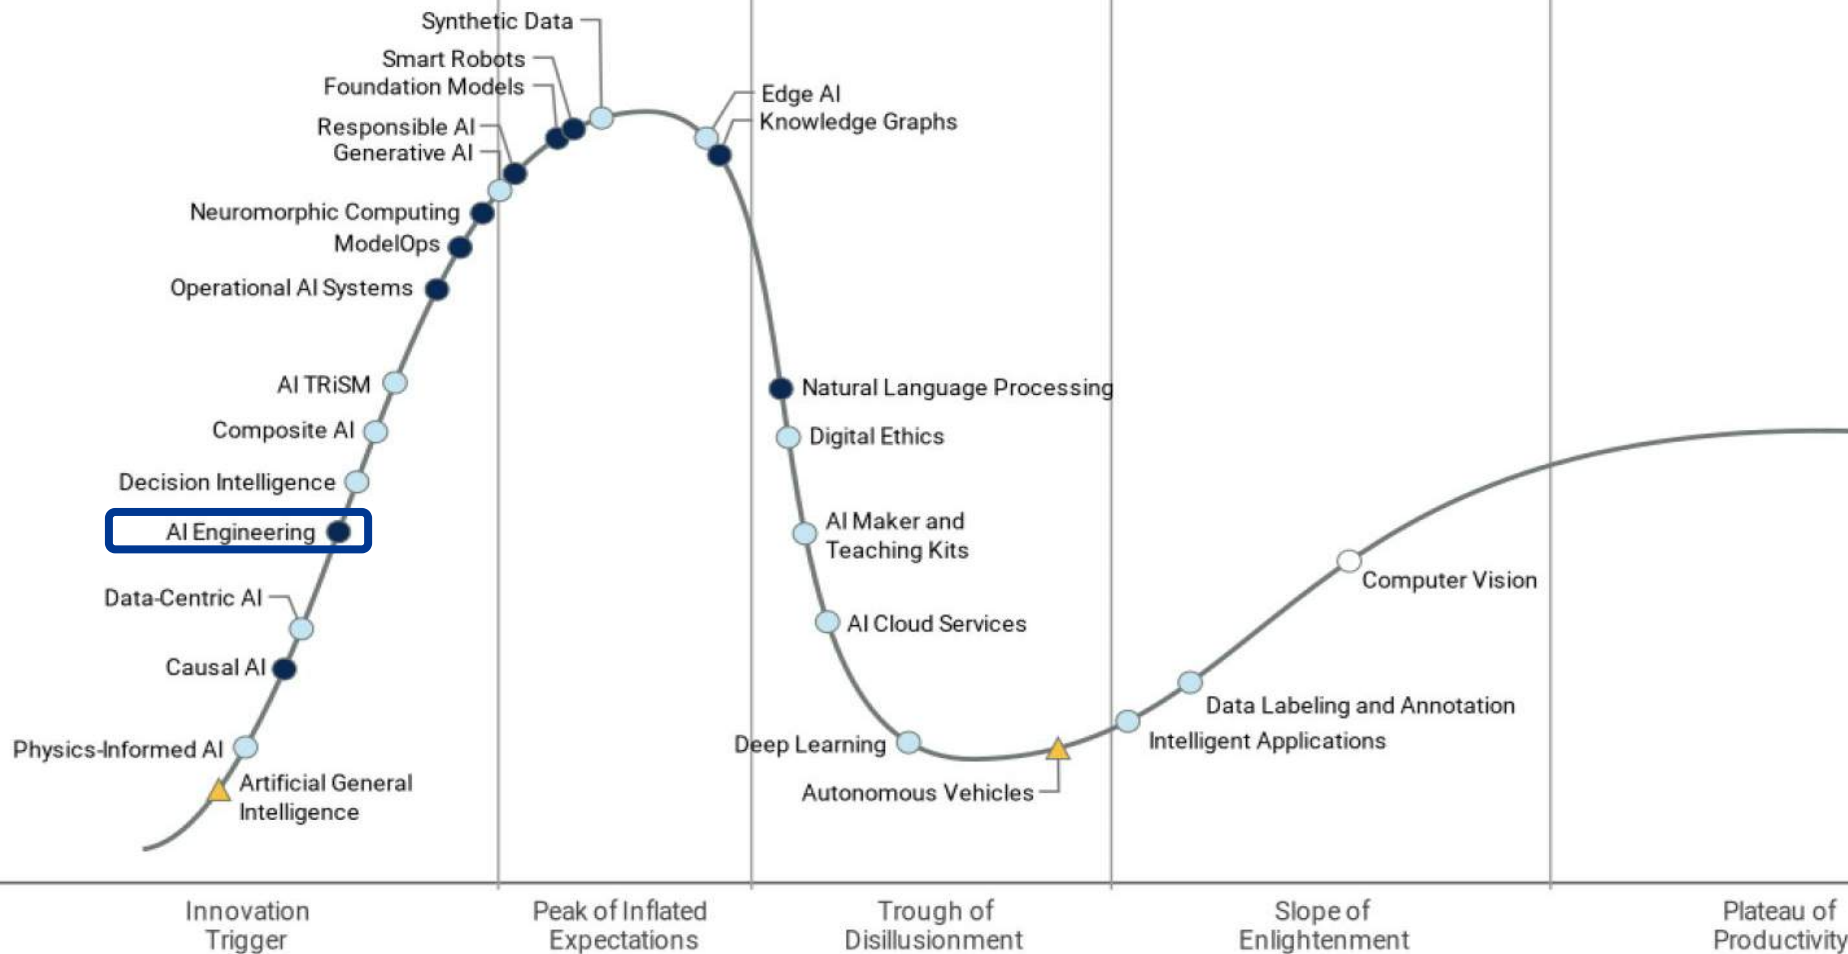 Synthetic Data
Smart Robots
Foundation Models
Edge AI
Knowledge Graphs
Responsible AI
Generative AI
Neuromorphic Computing
ModelOps
Operational AI Systems
AI TRiSM
Composite AI
Decision Intelligence
AI Engineering
Data-Centric AI
Causal AI
Physics-Informed AI
Artificial General
Intelligence
Natural Language Processing
Digital Ethics
AI Maker and
Teaching Kits
AI Cloud Services
Deep Learning
Autonomous Vehicles
Computer Vision
Data Labeling and Annotation
Intelligent Applications
Innovation
Trigger
Peak of Inflated
Expectations
Trough of
Disillusionment
Slope of
Enlightenment
Plateau of
Productivity